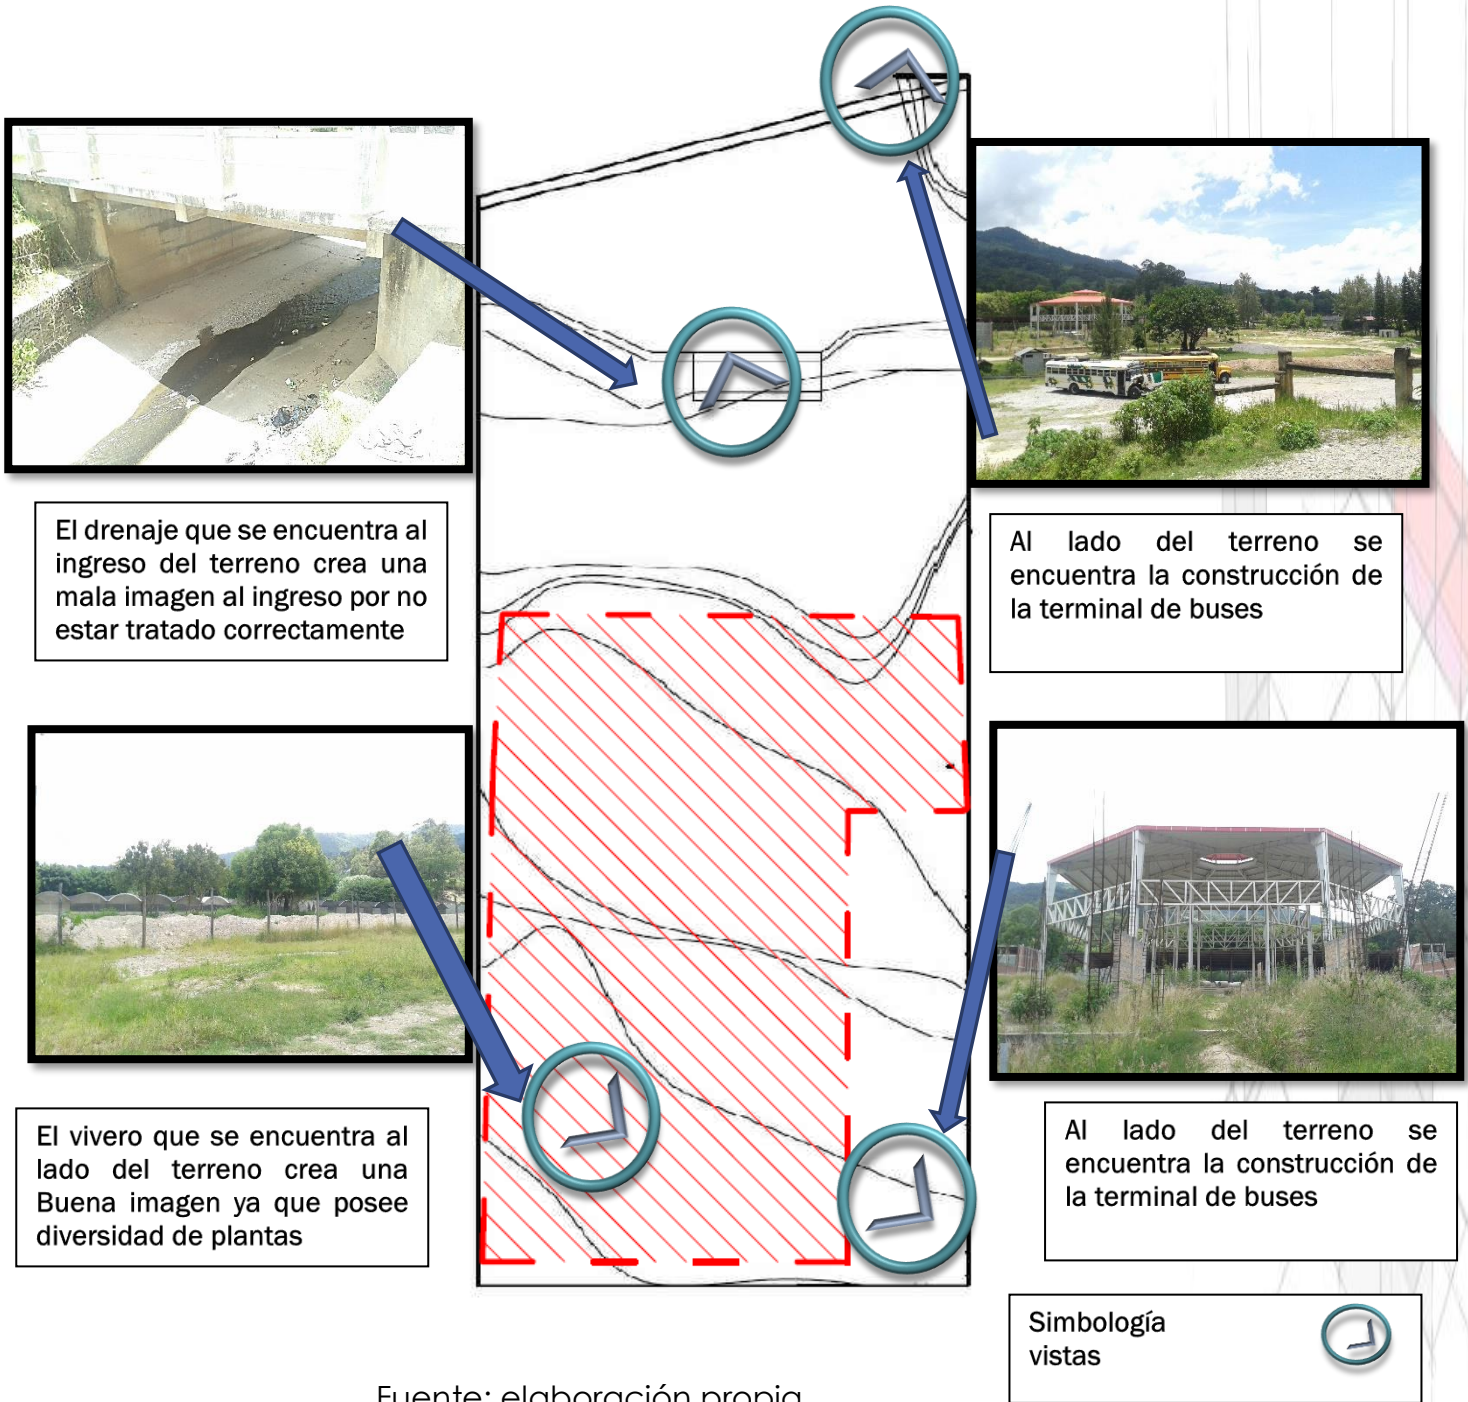 El drenaje que se encuentra al
ingreso del terreno crea una
mala imagen al ingreso por no
estar tratado correctamente
Al lado del terreno se
encuentra la construcción de
la terminal de buses
El vivero que se encuentra al
lado del terreno crea una
Buena imagen ya que posee
diversidad de plantas
Al lado del terreno se
encuentra la construcción de
la terminal de buses
Simbología
vistas
Fuente: elaboración propia